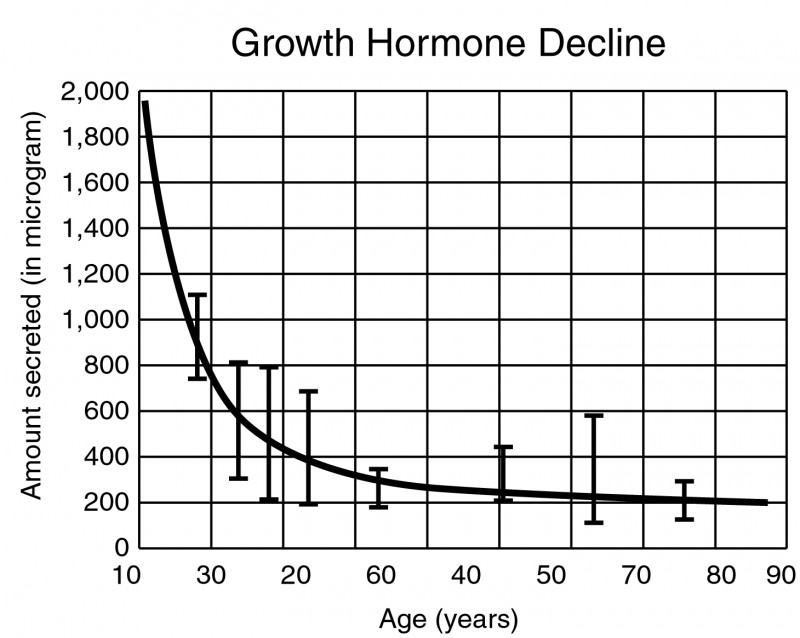 Growth Hormone Decline
Amount secreted (in microgram)
2,000
1,800
1,600
1,400
1,200
1,000
800
600
400
200
0
10 30 20 60 40 50 70 80 90
Age (years)